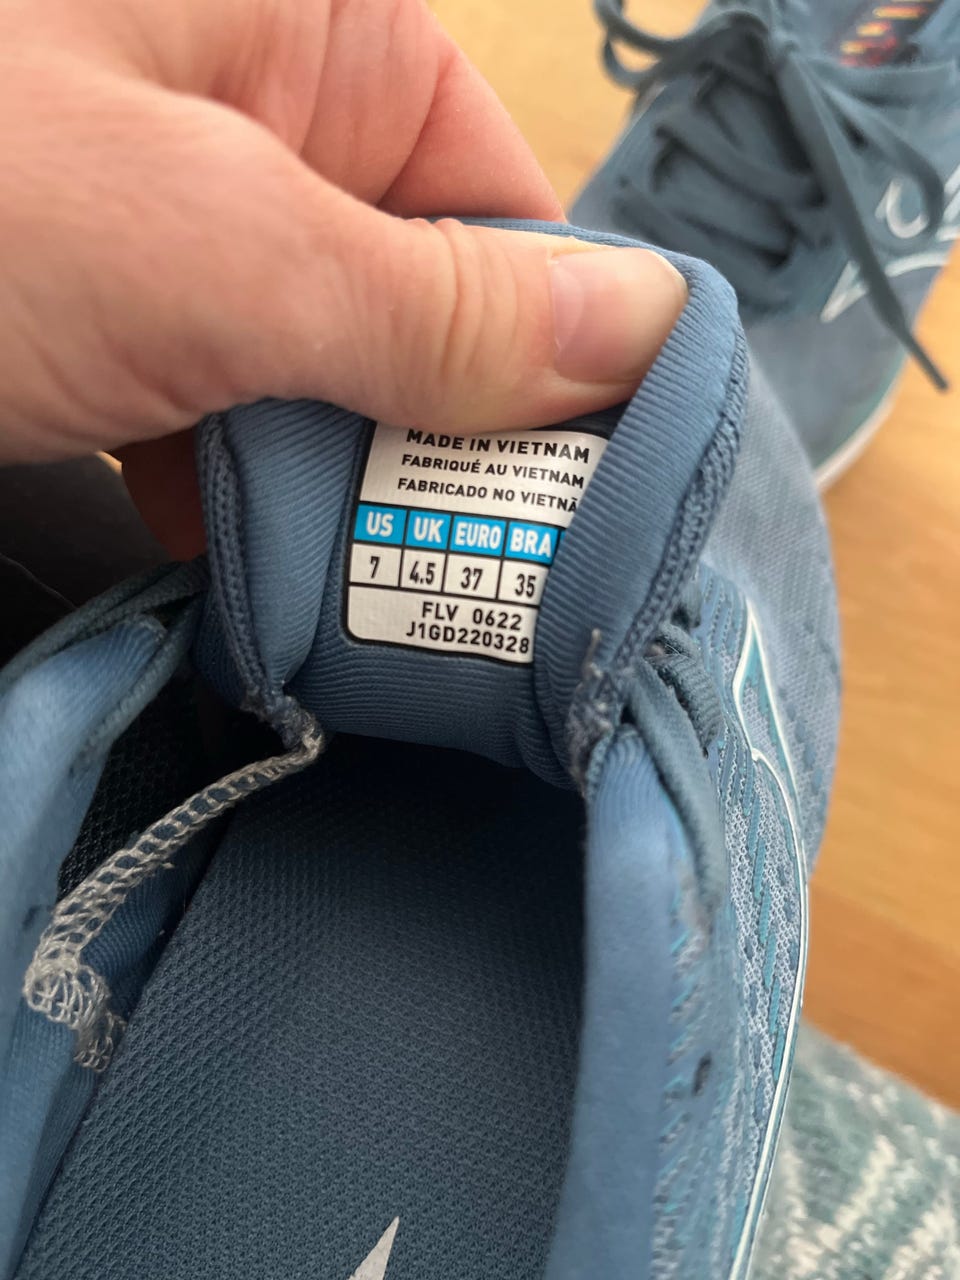 MADE IN VIETNAM
FABRIQUÉ AU VIETNAM
FABRICADO NO VIETNÃ
US UK EURO BRA
7 4.5 37 35
FLV 0622
J1GD220328